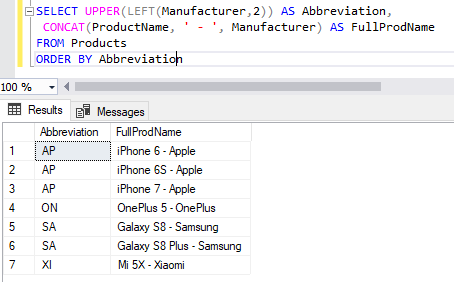 SELECT UPPER(LEFT(Manufacturer,2)) AS Abbreviation,
CONCAT(ProductName, ' - ', Manufacturer) AS FullProdName
FROM Products
ORDER BY Abbreviation
100 %
Results Messages
Abbreviation FullProdName
1 AP iPhone 6 - Apple
2 AP iPhone 6S - Apple
3 AP iPhone 7 - Apple
4 ON OnePlus 5 - OnePlus
5 SA Galaxy S8 - Samsung
6 SA Galaxy S8 Plus - Samsung
7 XI Mi 5X - Xiaomi